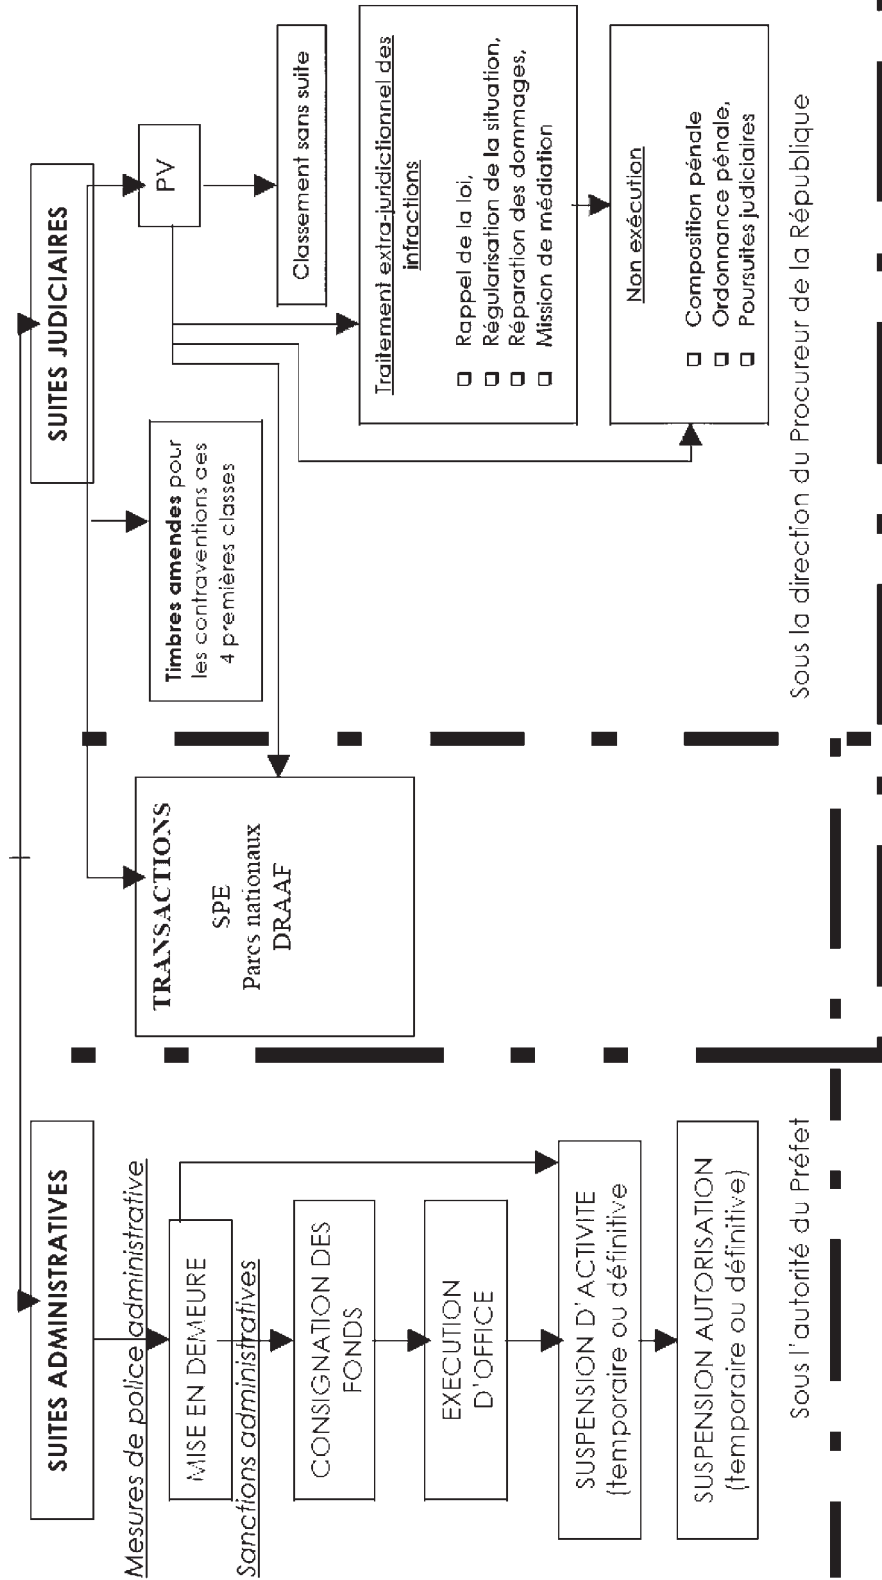 SUITES ADMINISTRATIVES
Mesures de police administrative
MISE EN DEMEURE
Sanctions administratives
CONSIGNATION DES
FONDS
EXECUTION
D'OFFICE
SUSPENSION D'ACTIVITE
(temporaire ou définitive
SUSPENSION AUTORISATION
(temporaire ou définitive)
Sous l'autorité du Préfet
TRANSACTIONS
SPE
Parcs nationaux
DRAAF
SUITES JUDICIAIRES
Timbres amendes pour
les contraventions des
4 premières classes
PV
Classement sans suite
Traitement extra-juridictionnel des
infractions
❑ Rappel de la loi,
❑ Régularisation de la situation,
❑ Réparation des dommages,
❑ Mission de médiation
Non exécution
❑ Composition pénale
❑ Ordonnance pénale,
❑ Poursuites judiciaires
Sous la direction du Procureur de la République